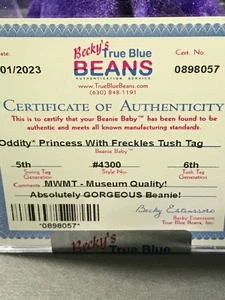 Becky's
True Blue
BEANS
AUTHENTICATION SERVICE
Date:
www.TrueBlueBeans.com
Cert. No.
01/2023
(630) 848-1191
0898057
CERTIFICATE OF AUTHENTICITY
This is to certify that your Beanie Baby™ has been found to be
authentic and meets all known manufacturing standards.
Oddity* Princess With Freckles Tush Tag
Beanie Baby™
5th #4300 6th
Swing Tag Generation
Style No.
Tush Tag Generation
Comments: MWMT - Museum Quality!
Absolutely GORGEOUS Beanie!
*0898057*
Becky Estenssoro
Becky Estenssoro
True Blue Beans, Inc.
Becky's
True Blue